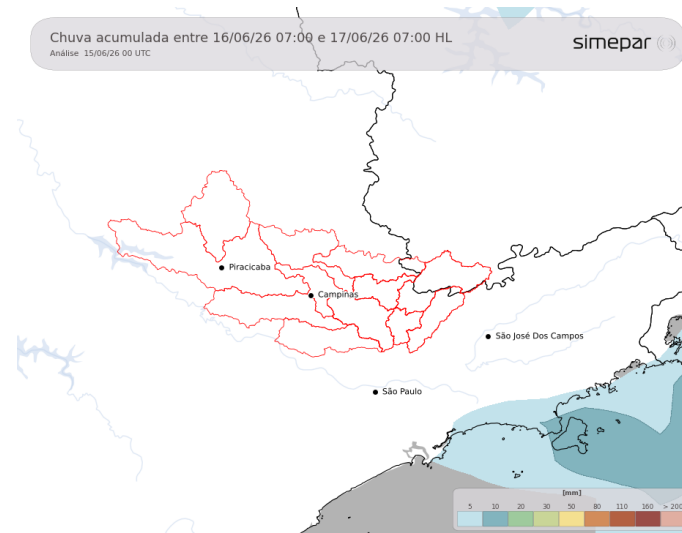 Chuva acumulada entre 16/06/26 07:00 e 17/06/26 07:00 HL
Análise 15/06/26 00 UTC
simepar
Piracicaba
Campinas
São José Dos Campos
São Paulo
[mm]
5 10 20 30 50 80 110 160 > 200